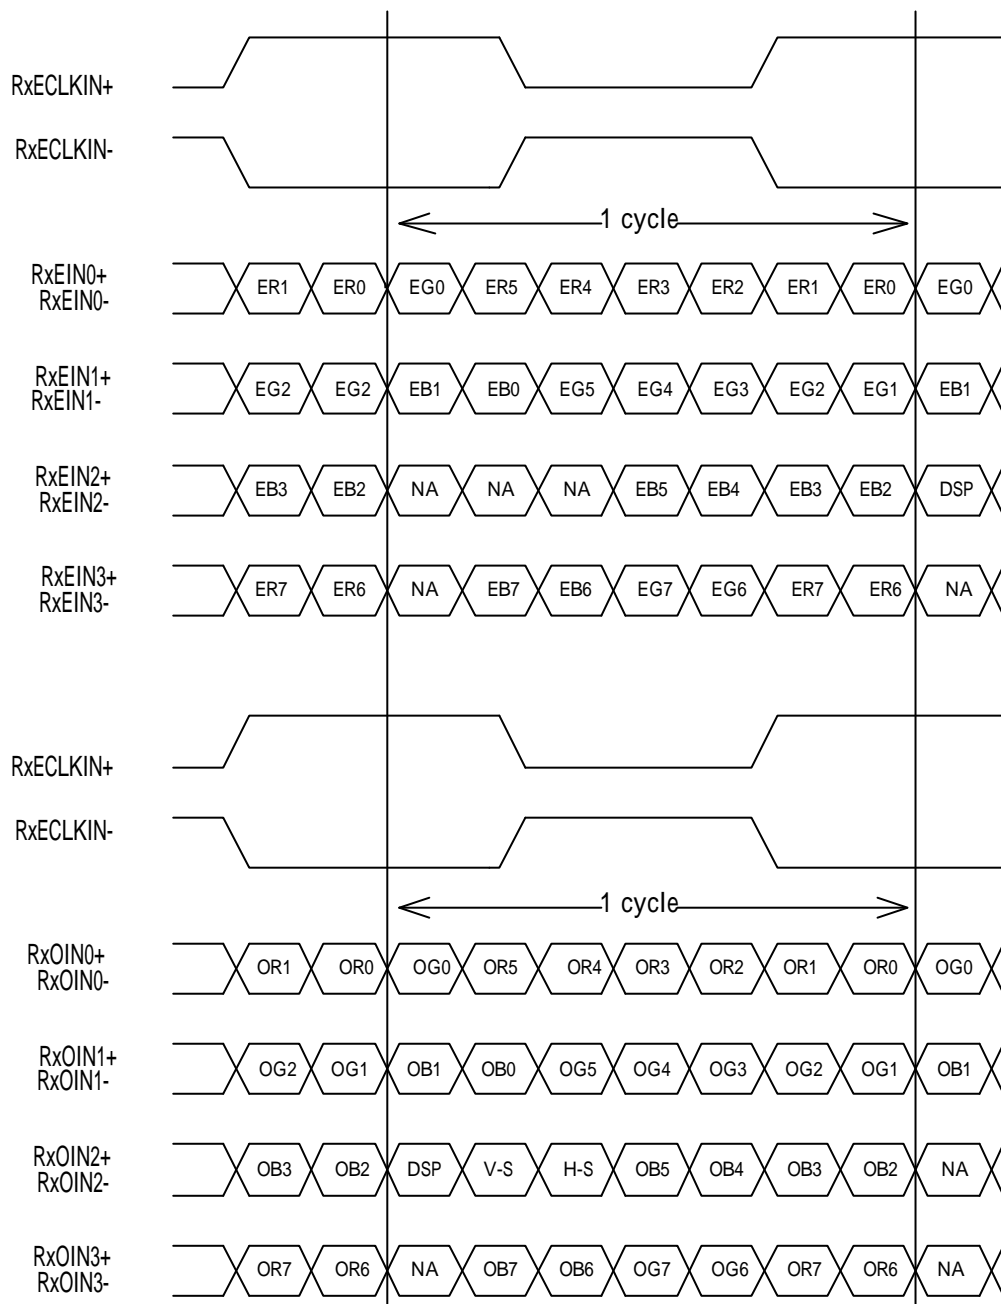 RxECLKIN+
RxECLKIN-
1 cycle
RxEIN0+
RxEIN0-
ER1 ER0 EG0 ER5 ER4 ER3 ER2 ER1 ER0 EG0
RxEIN1+
RxEIN1-
EG2 EG2 EB1 EB0 EG5 EG4 EG3 EG2 EG1 EB1
RxEIN2+
RxEIN2-
EB3 EB2 NA NA NA EB5 EB4 EB3 EB2 DSP
RxEIN3+
RxEIN3-
ER7 ER6 NA EB7 EB6 EG7 EG6 ER7 ER6 NA
RxECLKIN+
RxECLKIN-
1 cycle
RxOIN0+
RxOIN0-
OR1 OR0 OG0 OR5 OR4 OR3 OR2 OR1 OR0 OG0
RxOIN1+
RxOIN1-
OG2 OG1 OB1 OB0 OG5 OG4 OG3 OG2 OG1 OB1
RxOIN2+
RxOIN2-
OB3 OB2 DSP V-S H-S OB5 OB4 OB3 OB2 NA
RxOIN3+
RxOIN3-
OR7 OR6 NA OB7 OB6 OG7 OG6 OR7 OR6 NA